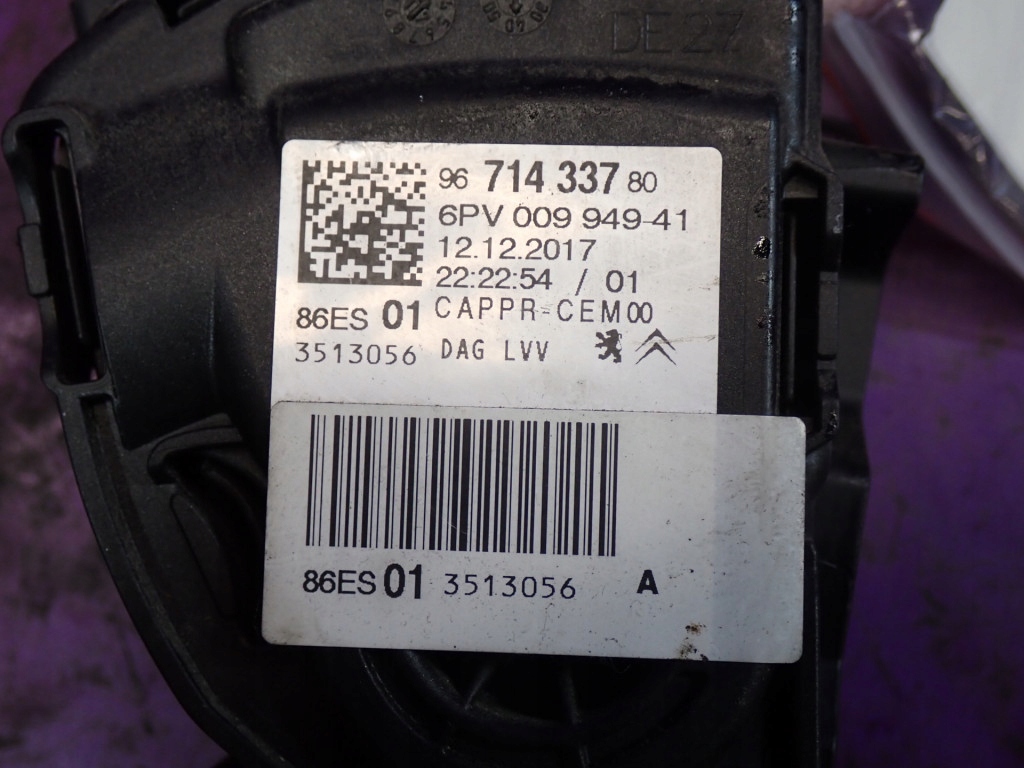 DE27
96 714 337 80
6PV 009 949-41
12.12.2017
22:22:54 / 01
86ES 01 CAPPR-CEM00
3513056 DAG LVV
86ES 01 3513056 A